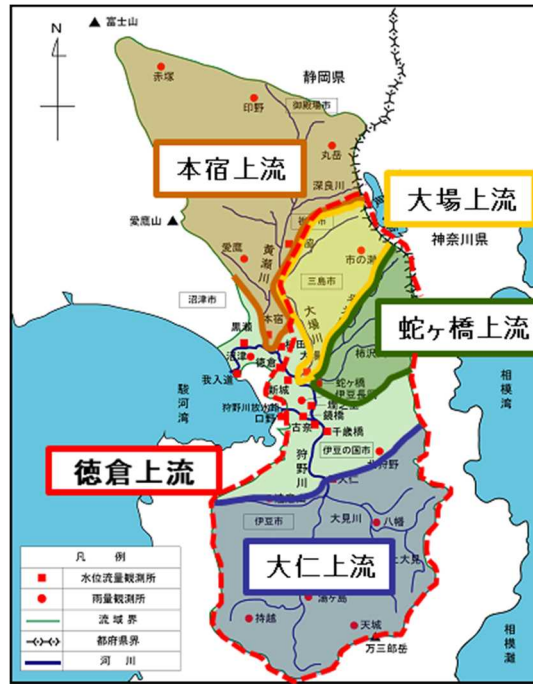 富士山
N
赤塚
静岡県
印野
御殿場市
丸岳
本宿上流
深良川
大場上流
神奈川県
愛鷹山
黄瀬川
愛鷹
市の瀬
三島市
沼津市
大場川
本宿
蛇ヶ橋上流
黒瀬
沼津
徳倉
我入道
蛇ヶ橋
伊豆長岡
新城
駿河湾
相模湾
狩野川放水路
口野
鏡橋
古奈
千歳橋
狩野川
伊豆の国市
徳倉上流
大仁
伊豆市
大見川
八幡
大仁上流
湯ヶ島
持越
天城
万三郎岳
相模灘
凡 例
水位流量観測所
雨量観測所
流域界
都府県界
河川